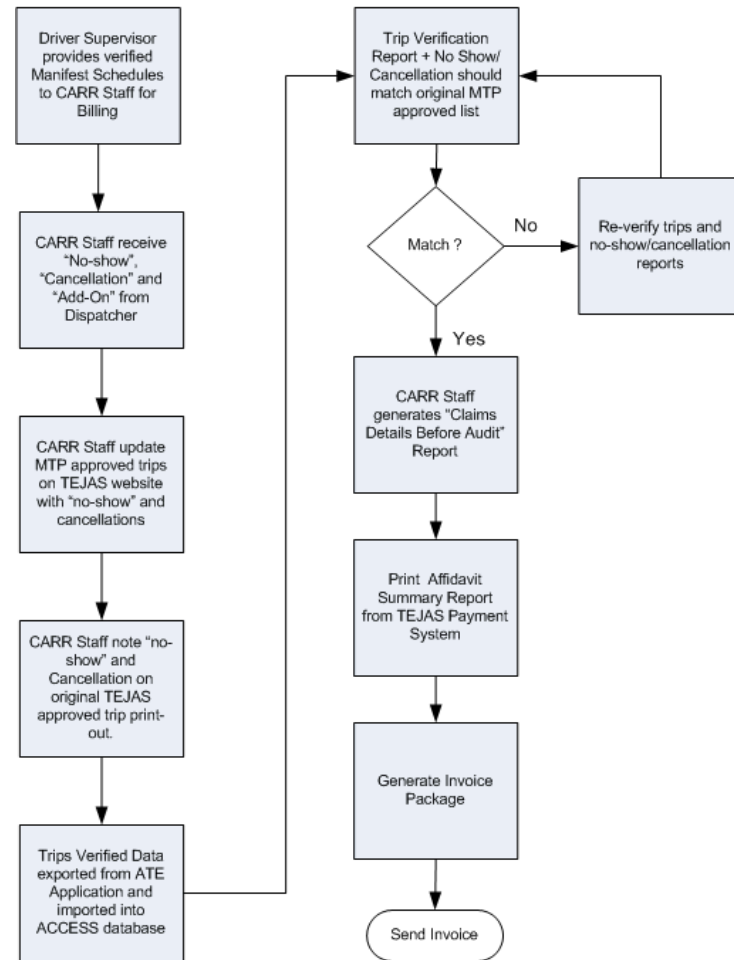 Driver Supervisor
provides verified
Manifest Schedules
to CARR Staff for
Billing
CARR Staff receive
“No-show”,
“Cancellation” and
“Add-On” from
Dispatcher
CARR Staff update
MTP approved trips
on TEJAS website
with “no-show” and
cancellations
CARR Staff note “no-
show” and
Cancellation on
original TEJAS
approved trip print-
out.
Trips Verified Data
exported from ATE
Application and
imported into
ACCESS database
Trip Verification
Report + No Show/
Cancellation should
match original MTP
approved list
Match ?
No
Re-verify trips and
no-show/cancellation
reports
Yes
CARR Staff
generates “Claims
Details Before Audit”
Report
Print Affidavit
Summary Report
from TEJAS Payment
System
Generate Invoice
Package
Send Invoice